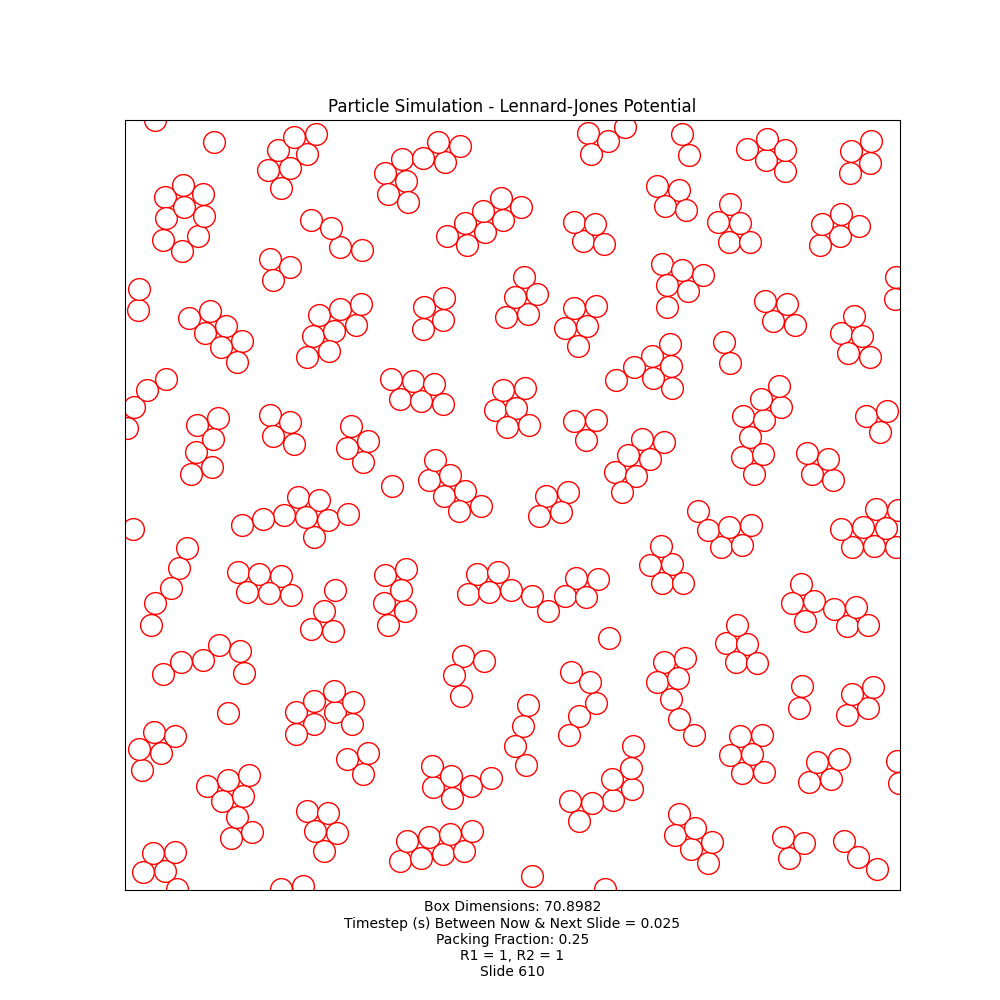 Particle Simulation - Lennard-Jones Potential
Box Dimensions: 70.8982
Timestep (s) Between Now & Next Slide = 0.025
Packing Fraction: 0.25
R1 = 1, R2 = 1
Slide 610